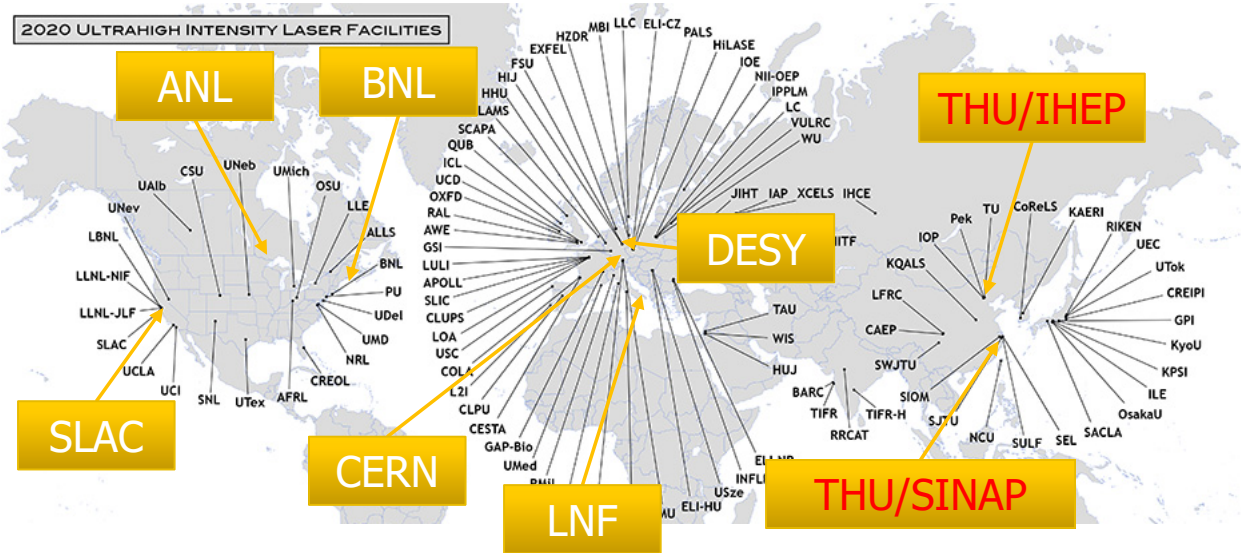 2020 ULTRAHIGH INTENSITY LASER FACILITIES
ANL
BNL
THU/IHEP
DESY
SLAC
CERN
LNF
THU/SINAP
UNev
UAlb
CSU
UNeb
UMich
OSU
LLE
ALLS
BNL
PU
UDel
UMD
NRL
CREOL
AFRL
UTex
SNL
UCI
UCLA
SLAC
LLNL-JLF
LLNL-NIF
LBNL
LLC
ELI-CZ
MBI
PALS
HZDR
HiLASE
EXFEL
IOE
FSU
NII-OEP
HIJ
IPPLM
HHU
LC
LAMS
VULRC
SCAPA
WU
QUB
ICL
UCD
OXFD
RAL
AWE
GSI
LULI
APOLL
SLIC
CLUPS
LOA
USC
COLA
L2I
CLPU
CESTA
GAP-Bio
UMed
ELI-HU
USze
JIHT
IAP
XCELS
IHCE
TAU
WIS
HUJ
BARC
TIFR
RRCAT
TIFR-H
Pek
TU
CoReLS
IOP
KAERI
KQALS
RIKEN
LFRC
UEC
CAEP
UTok
SWJTU
CREIPI
SIOM
GPI
SJTU
KyoU
NCU
KPSI
SULF
ILE
SEL
OsakaU
SACLA